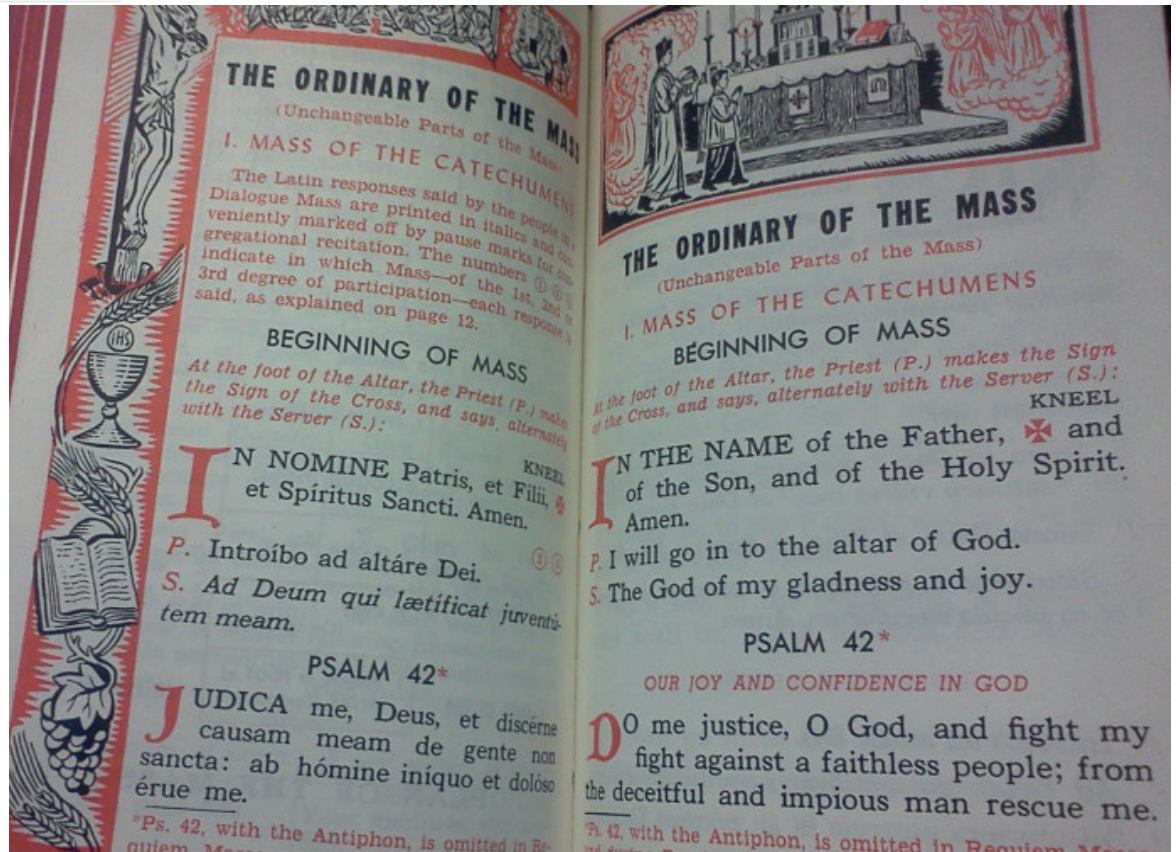 THE ORDINARY OF THE MASS
(Unchangeable Parts of the Mass)
I. MASS OF THE CATECHUMENS
The Latin responses said by the people
Dialogue Mass are printed in italics and con-
veniently marked off by pause marks for con-
gregational recitation. The numbers ① ② ③
indicate in which Mass—of the 1st, 2nd or
3rd degree of participation—each response is
said, as explained on page 12.
BEGINNING OF MASS
At the foot of the Altar, the Priest (P.) makes
the Sign of the Cross, and says, alternately
with the Server (S.):
KNEEL
IN NOMINE Patris, et Fílii, ✠
et Spíritus Sancti. Amen.
P. Introíbo ad altáre Dei.
S. Ad Deum qui lætíficat juventú-
tem meam.
PSALM 42*
JUDICA me, Deus, et discérne
causam meam de gente non
sancta: ab hómine iníquo et dolóso
érue me.
*Ps. 42, with the Antiphon, is omitted in Re-
IHS
THE ORDINARY OF THE MASS
(Unchangeable Parts of the Mass)
I. MASS OF THE CATECHUMENS
BEGINNING OF MASS
At the foot of the Altar, the Priest (P.) makes the Sign
of the Cross, and says, alternately with the Server (S.):
KNEEL
IN THE NAME of the Father, ✠ and
of the Son, and of the Holy Spirit.
Amen.
P. I will go in to the altar of God.
S. The God of my gladness and joy.
PSALM 42*
OUR JOY AND CONFIDENCE IN GOD
DO me justice, O God, and fight my
fight against a faithless people; from
the deceitful and impious man rescue me.
*Ps. 42, with the Antiphon, is omitted in Requiem